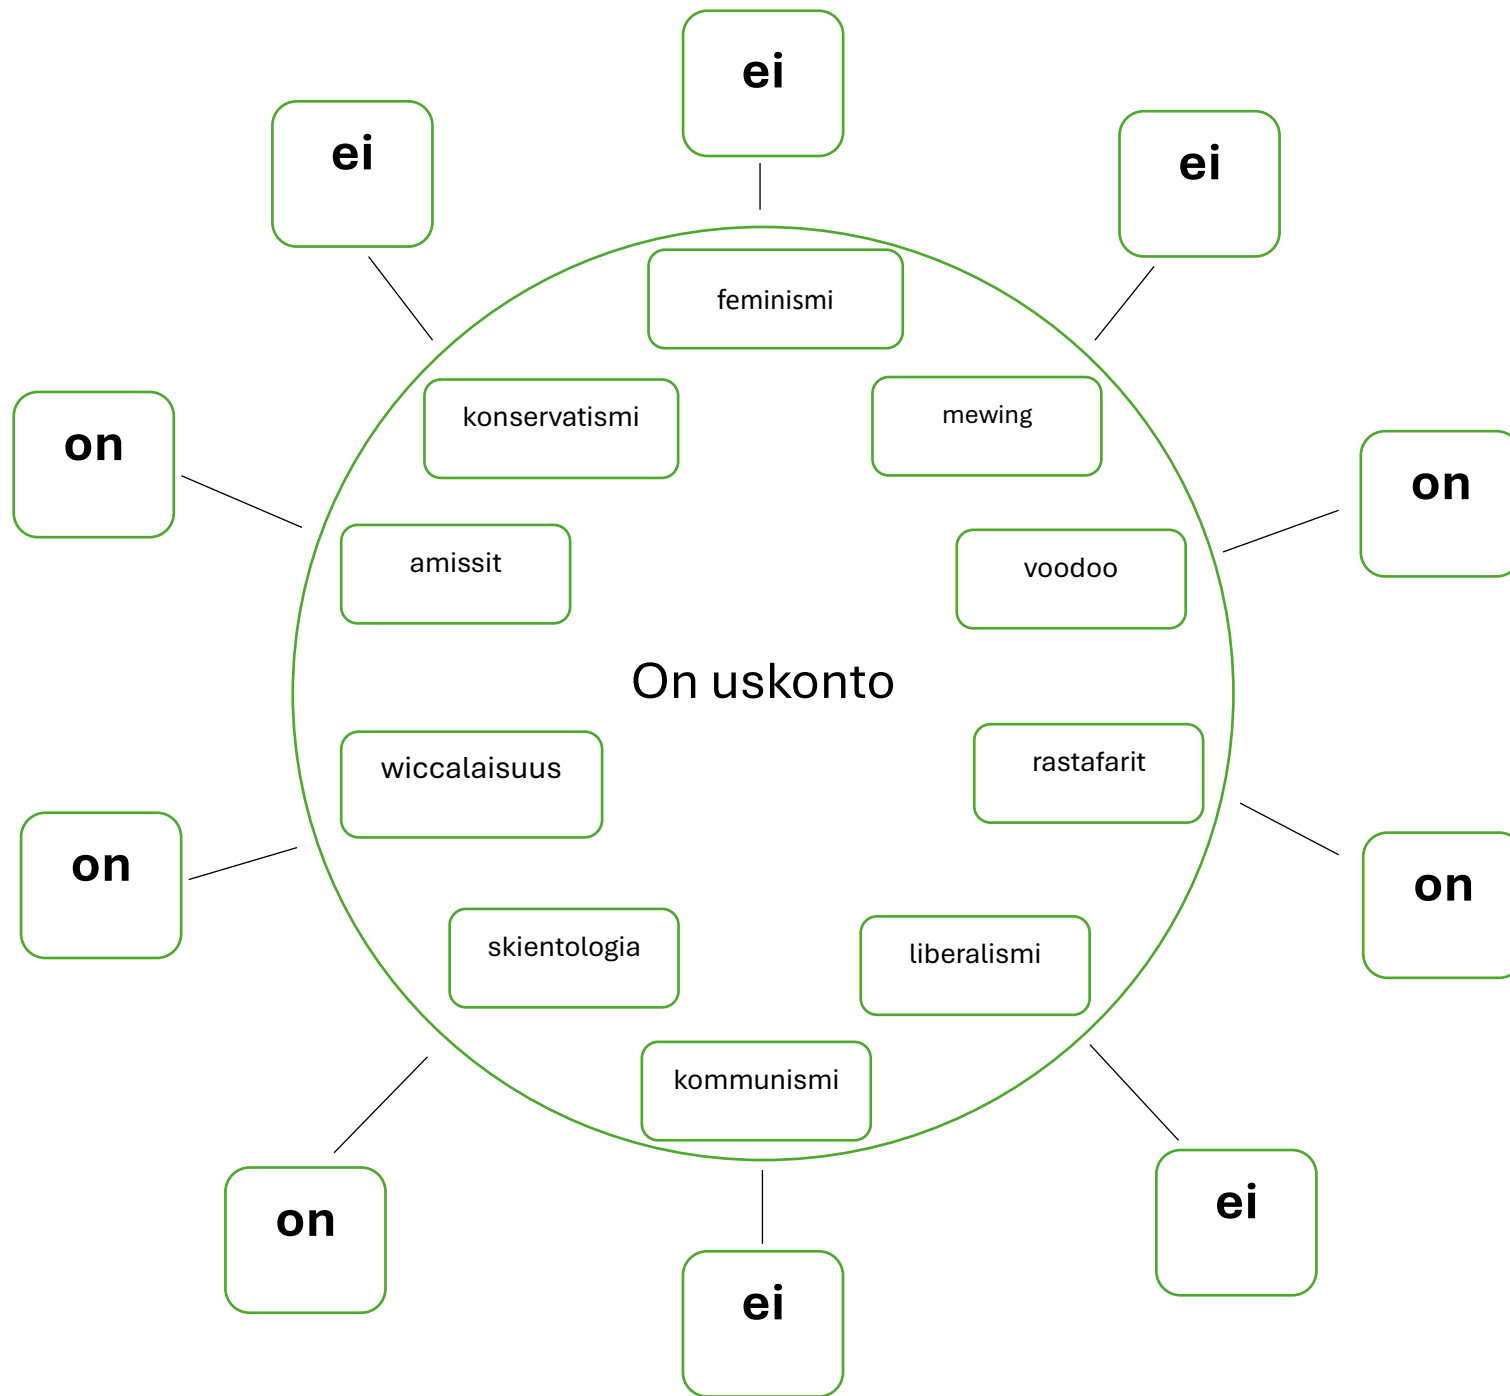 ei
ei
ei
feminismi
konservatismi
mewing
on
on
amissit
voodoo
On uskonto
wiccalaisuus
rastafarit
on
on
skientologia
liberalismi
kommunismi
on
ei
ei